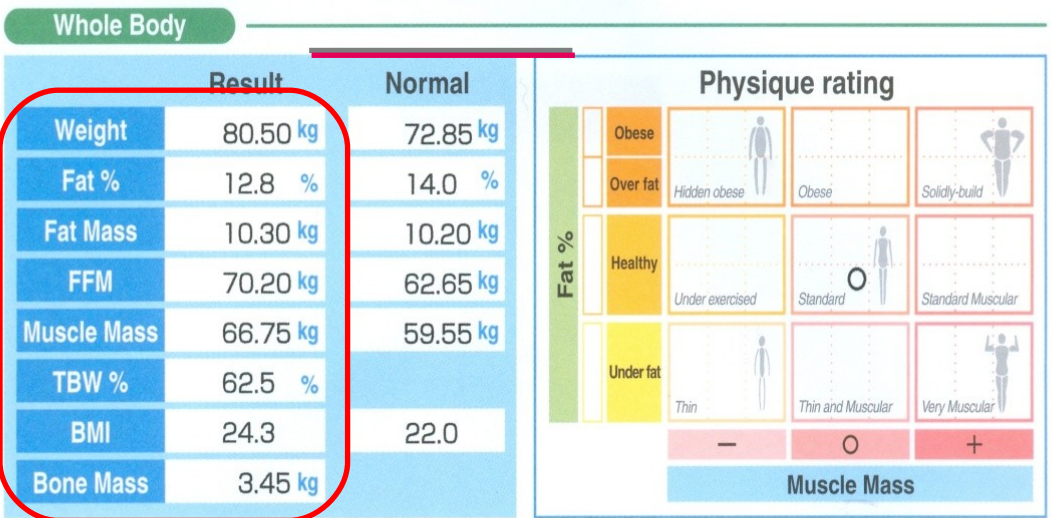 Whole Body
Result Normal
Weight 80.50 kg 72.85 kg
Fat % 12.8 % 14.0 %
Fat Mass 10.30 kg 10.20 kg
FFM 70.20 kg 62.65 kg
Muscle Mass 66.75 kg 59.55 kg
TBW % 62.5 %
BMI 24.3 22.0
Bone Mass 3.45 kg
Physique rating
Fat %
Obese
Over fat
Hidden obese Obese Solidly-build
Healthy
Under exercised Standard Standard Muscular
Under fat
Thin Thin and Muscular Very Muscular
− O +
Muscle Mass